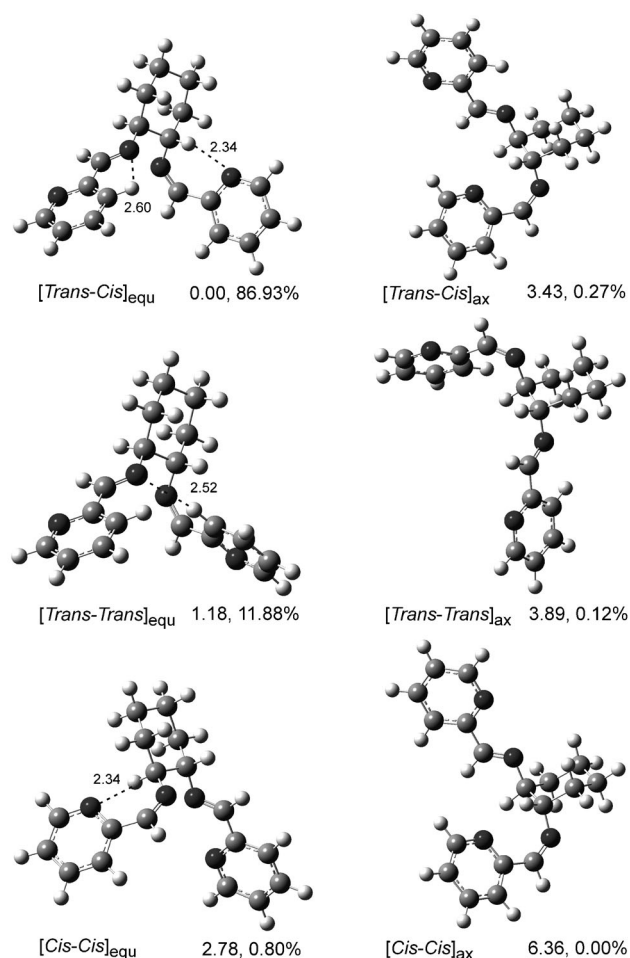 2.34
2.60
[Trans-Cis]equ 0.00, 86.93%
[Trans-Cis]ax 3.43, 0.27%
2.52
[Trans-Trans]equ 1.18, 11.88%
[Trans-Trans]ax 3.89, 0.12%
2.34
[Cis-Cis]equ 2.78, 0.80%
[Cis-Cis]ax 6.36, 0.00%